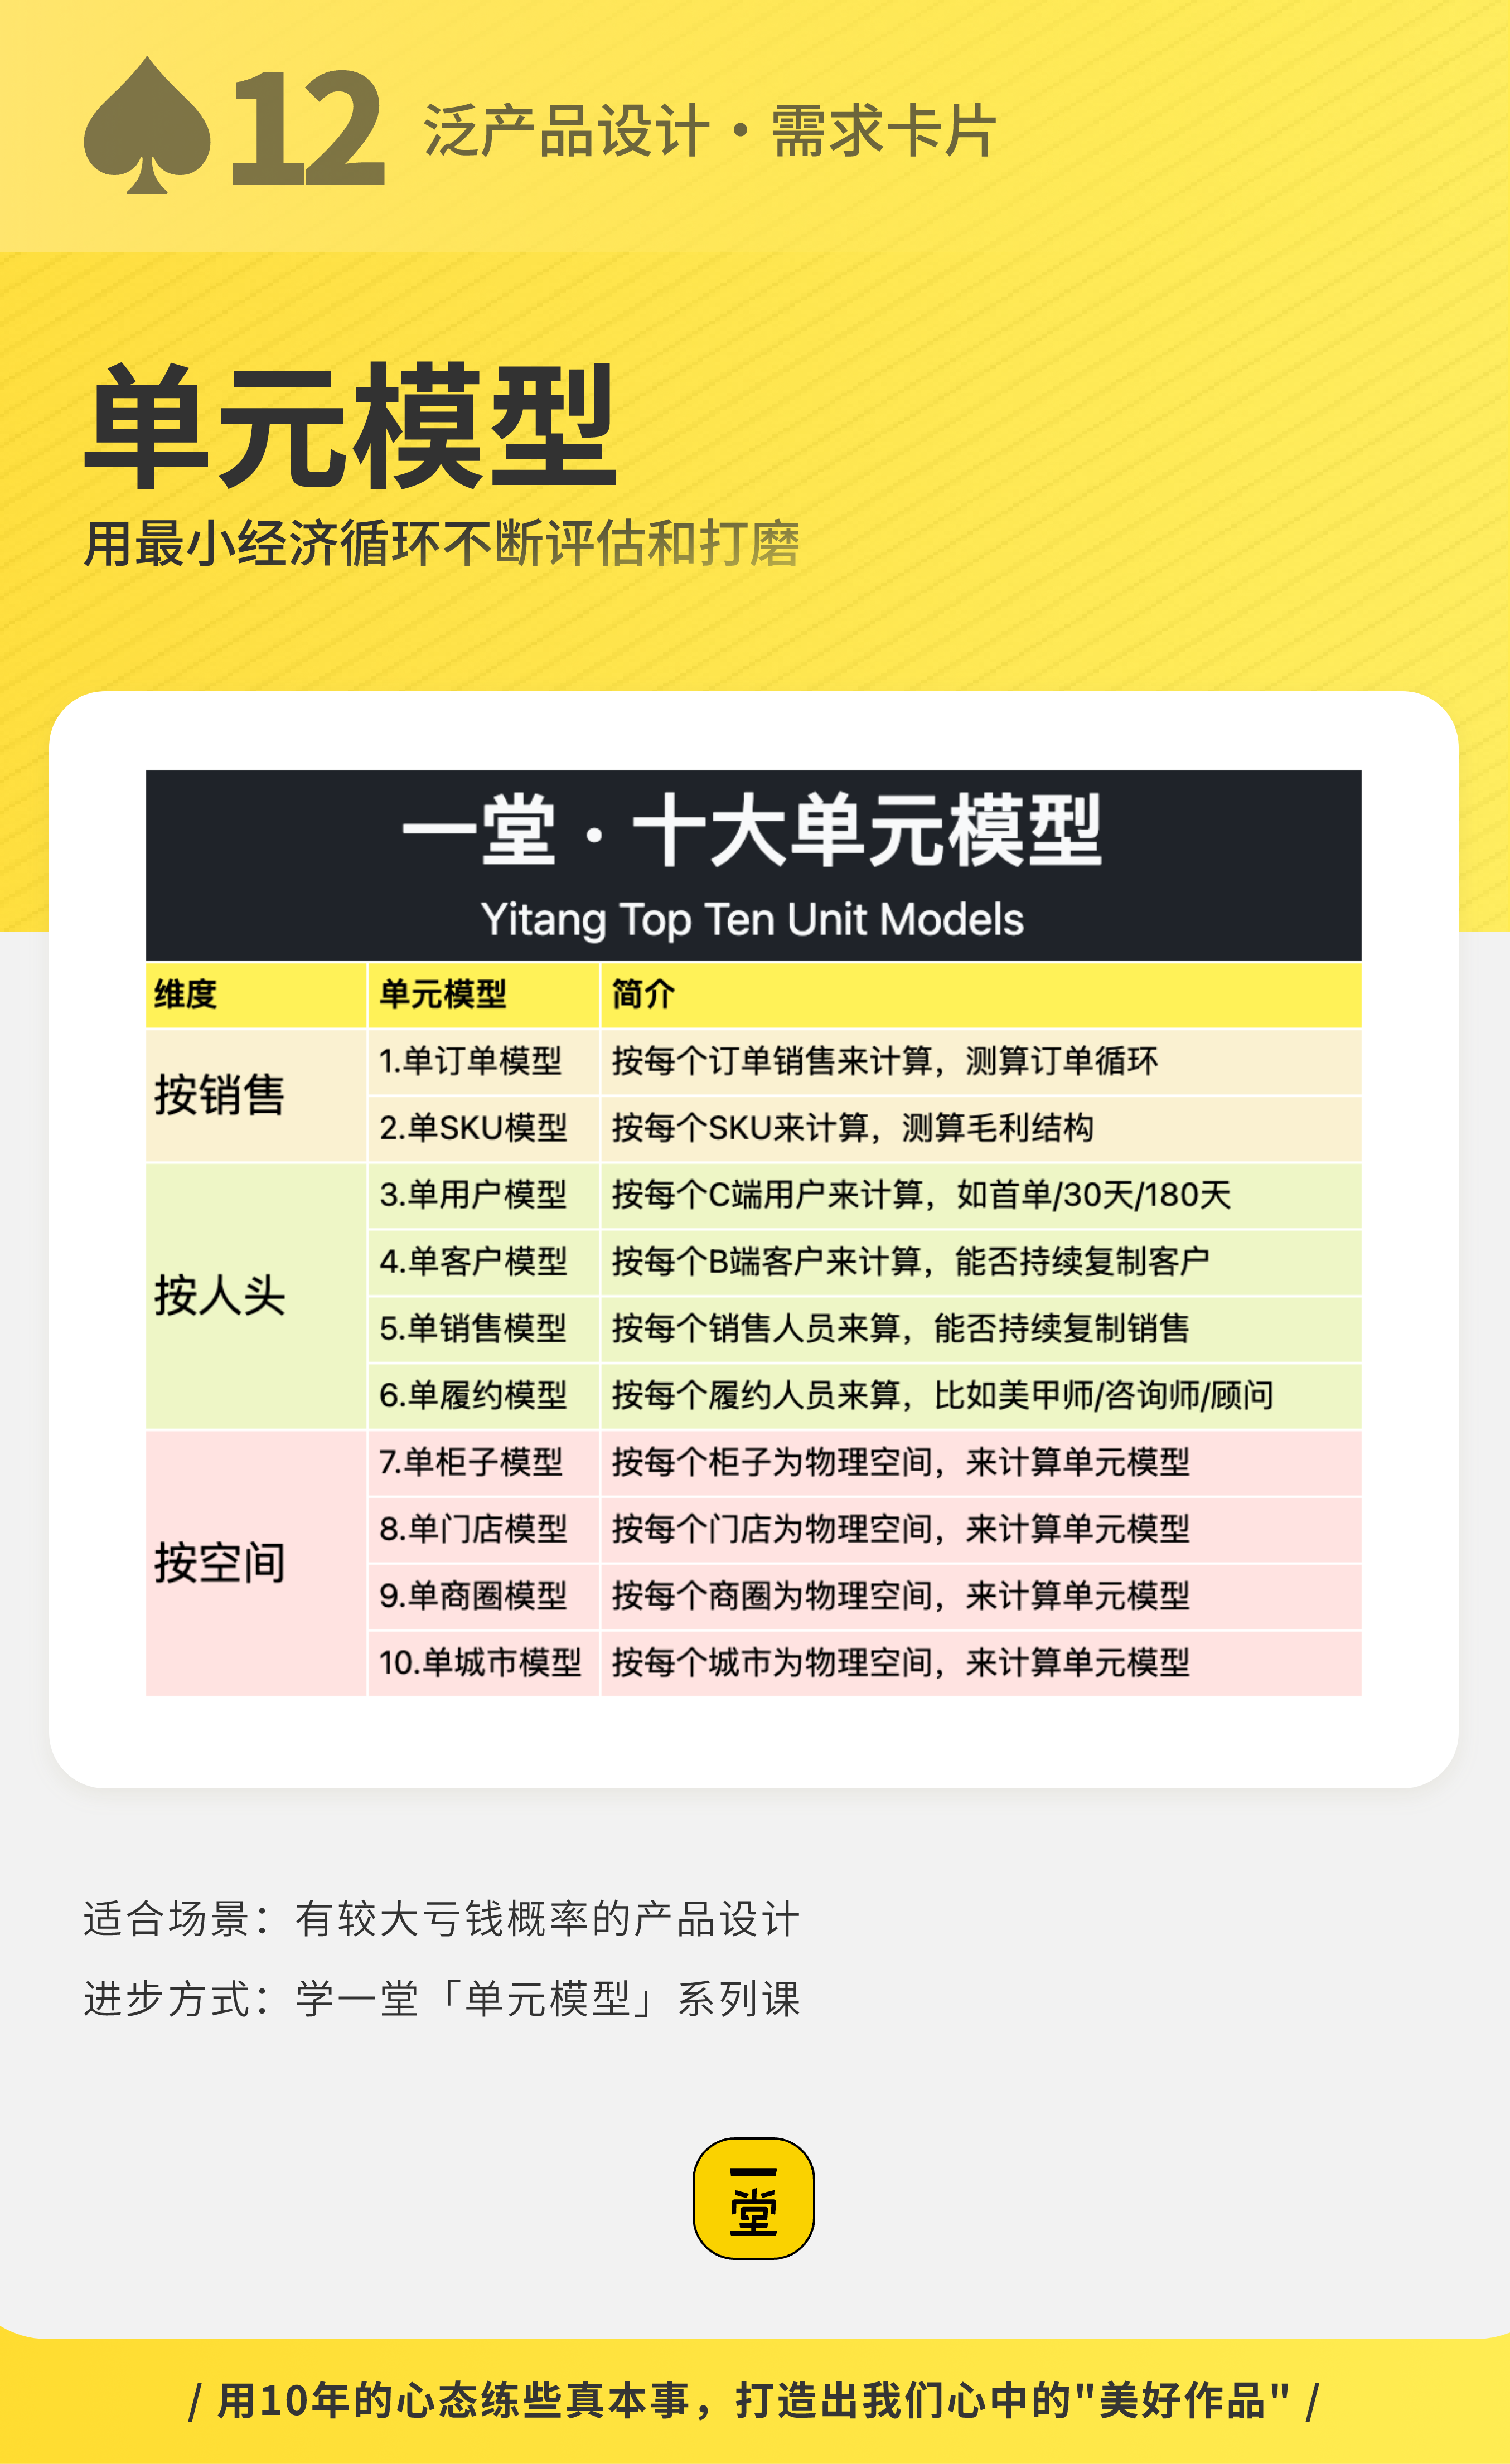 12 泛产品设计·需求卡片
单元模型
用最小经济循环不断评估和打磨
一堂·十大单元模型
Yitang Top Ten Unit Models
维度 单元模型 简介
按销售
1.单订单模型 按每个订单销售来计算，测算订单循环
2.单SKU模型 按每个SKU来计算，测算毛利结构
按人头
3.单用户模型 按每个C端用户来计算，如首单/30天/180天
4.单客户模型 按每个B端客户来计算，能否持续复制客户
5.单销售模型 按每个销售人员来算，能否持续复制销售
6.单履约模型 按每个履约人员来算，比如美甲师/咨询师/顾问
按空间
7.单柜子模型 按每个柜子为物理空间，来计算单元模型
8.单门店模型 按每个门店为物理空间，来计算单元模型
9.单商圈模型 按每个商圈为物理空间，来计算单元模型
10.单城市模型 按每个城市为物理空间，来计算单元模型
适合场景：有较大亏钱概率的产品设计
进步方式：学一堂「单元模型」系列课
一堂
/ 用10年的心态练些真本事，打造出我们心中的"美好作品" /